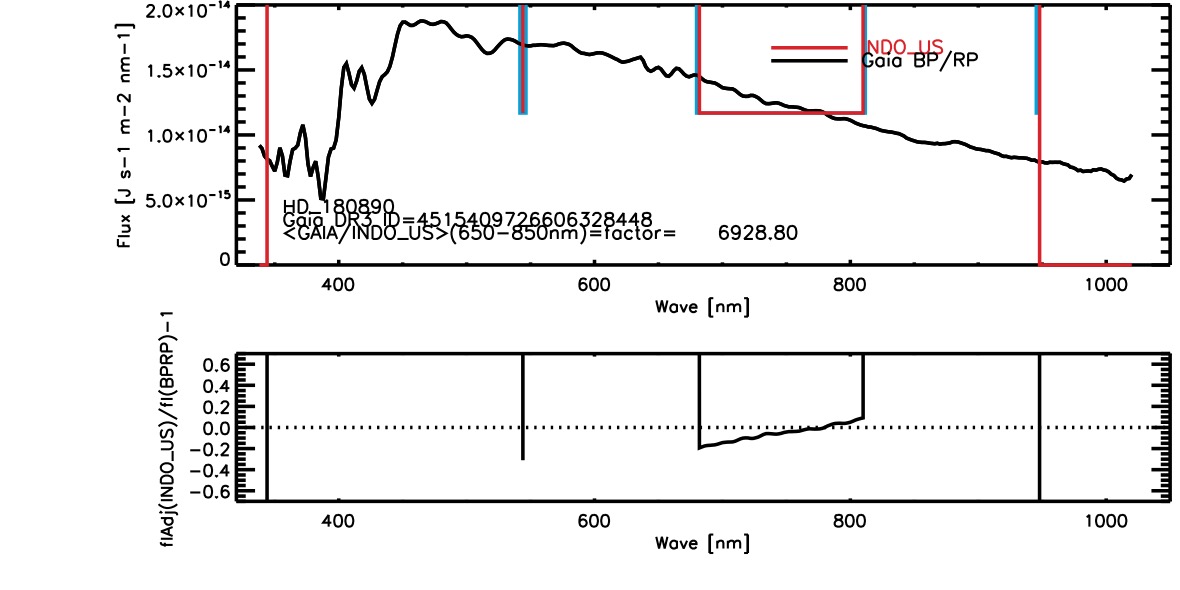 2.0×10−14
1.5×10−14
1.0×10−14
5.0×10−15
0
Flux [J s−1 m−2 nm−1]
INDO_US
Gaia BP/RP
HD_180890
Gaia DR3 ID=4515409726606328448
<GAIA/INDO_US>(650−850nm)=factor= 6928.80
400 600 800 1000
Wave [nm]
0.6
0.4
0.2
0.0
−0.2
−0.4
−0.6
flAdj(INDO_US)/fl(BPRP)−1
400 600 800 1000
Wave [nm]